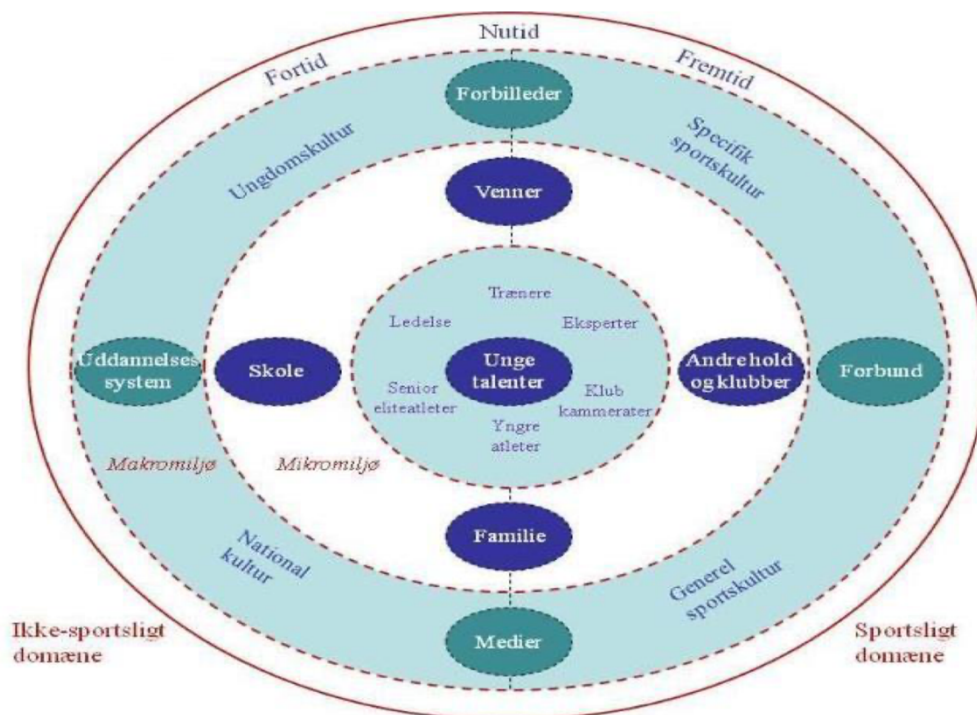 Nutid
Fortid
Fremtid
Forbilleder
Ungdomskultur
Specifik
sportskultur
Venner
Trænere
Ledelse
Eksperter
Uddannelses
system
Skole
Unge
talenter
Andre hold
og klubber
Forbund
Senior
eliteatleter
Klub
kammerater
Yngre
atleter
Makromiljø
Mikromiljø
Familie
National
kultur
Generel
sportskultur
Medier
Ikke-sportsligt
domæne
Sportsligt
domæne